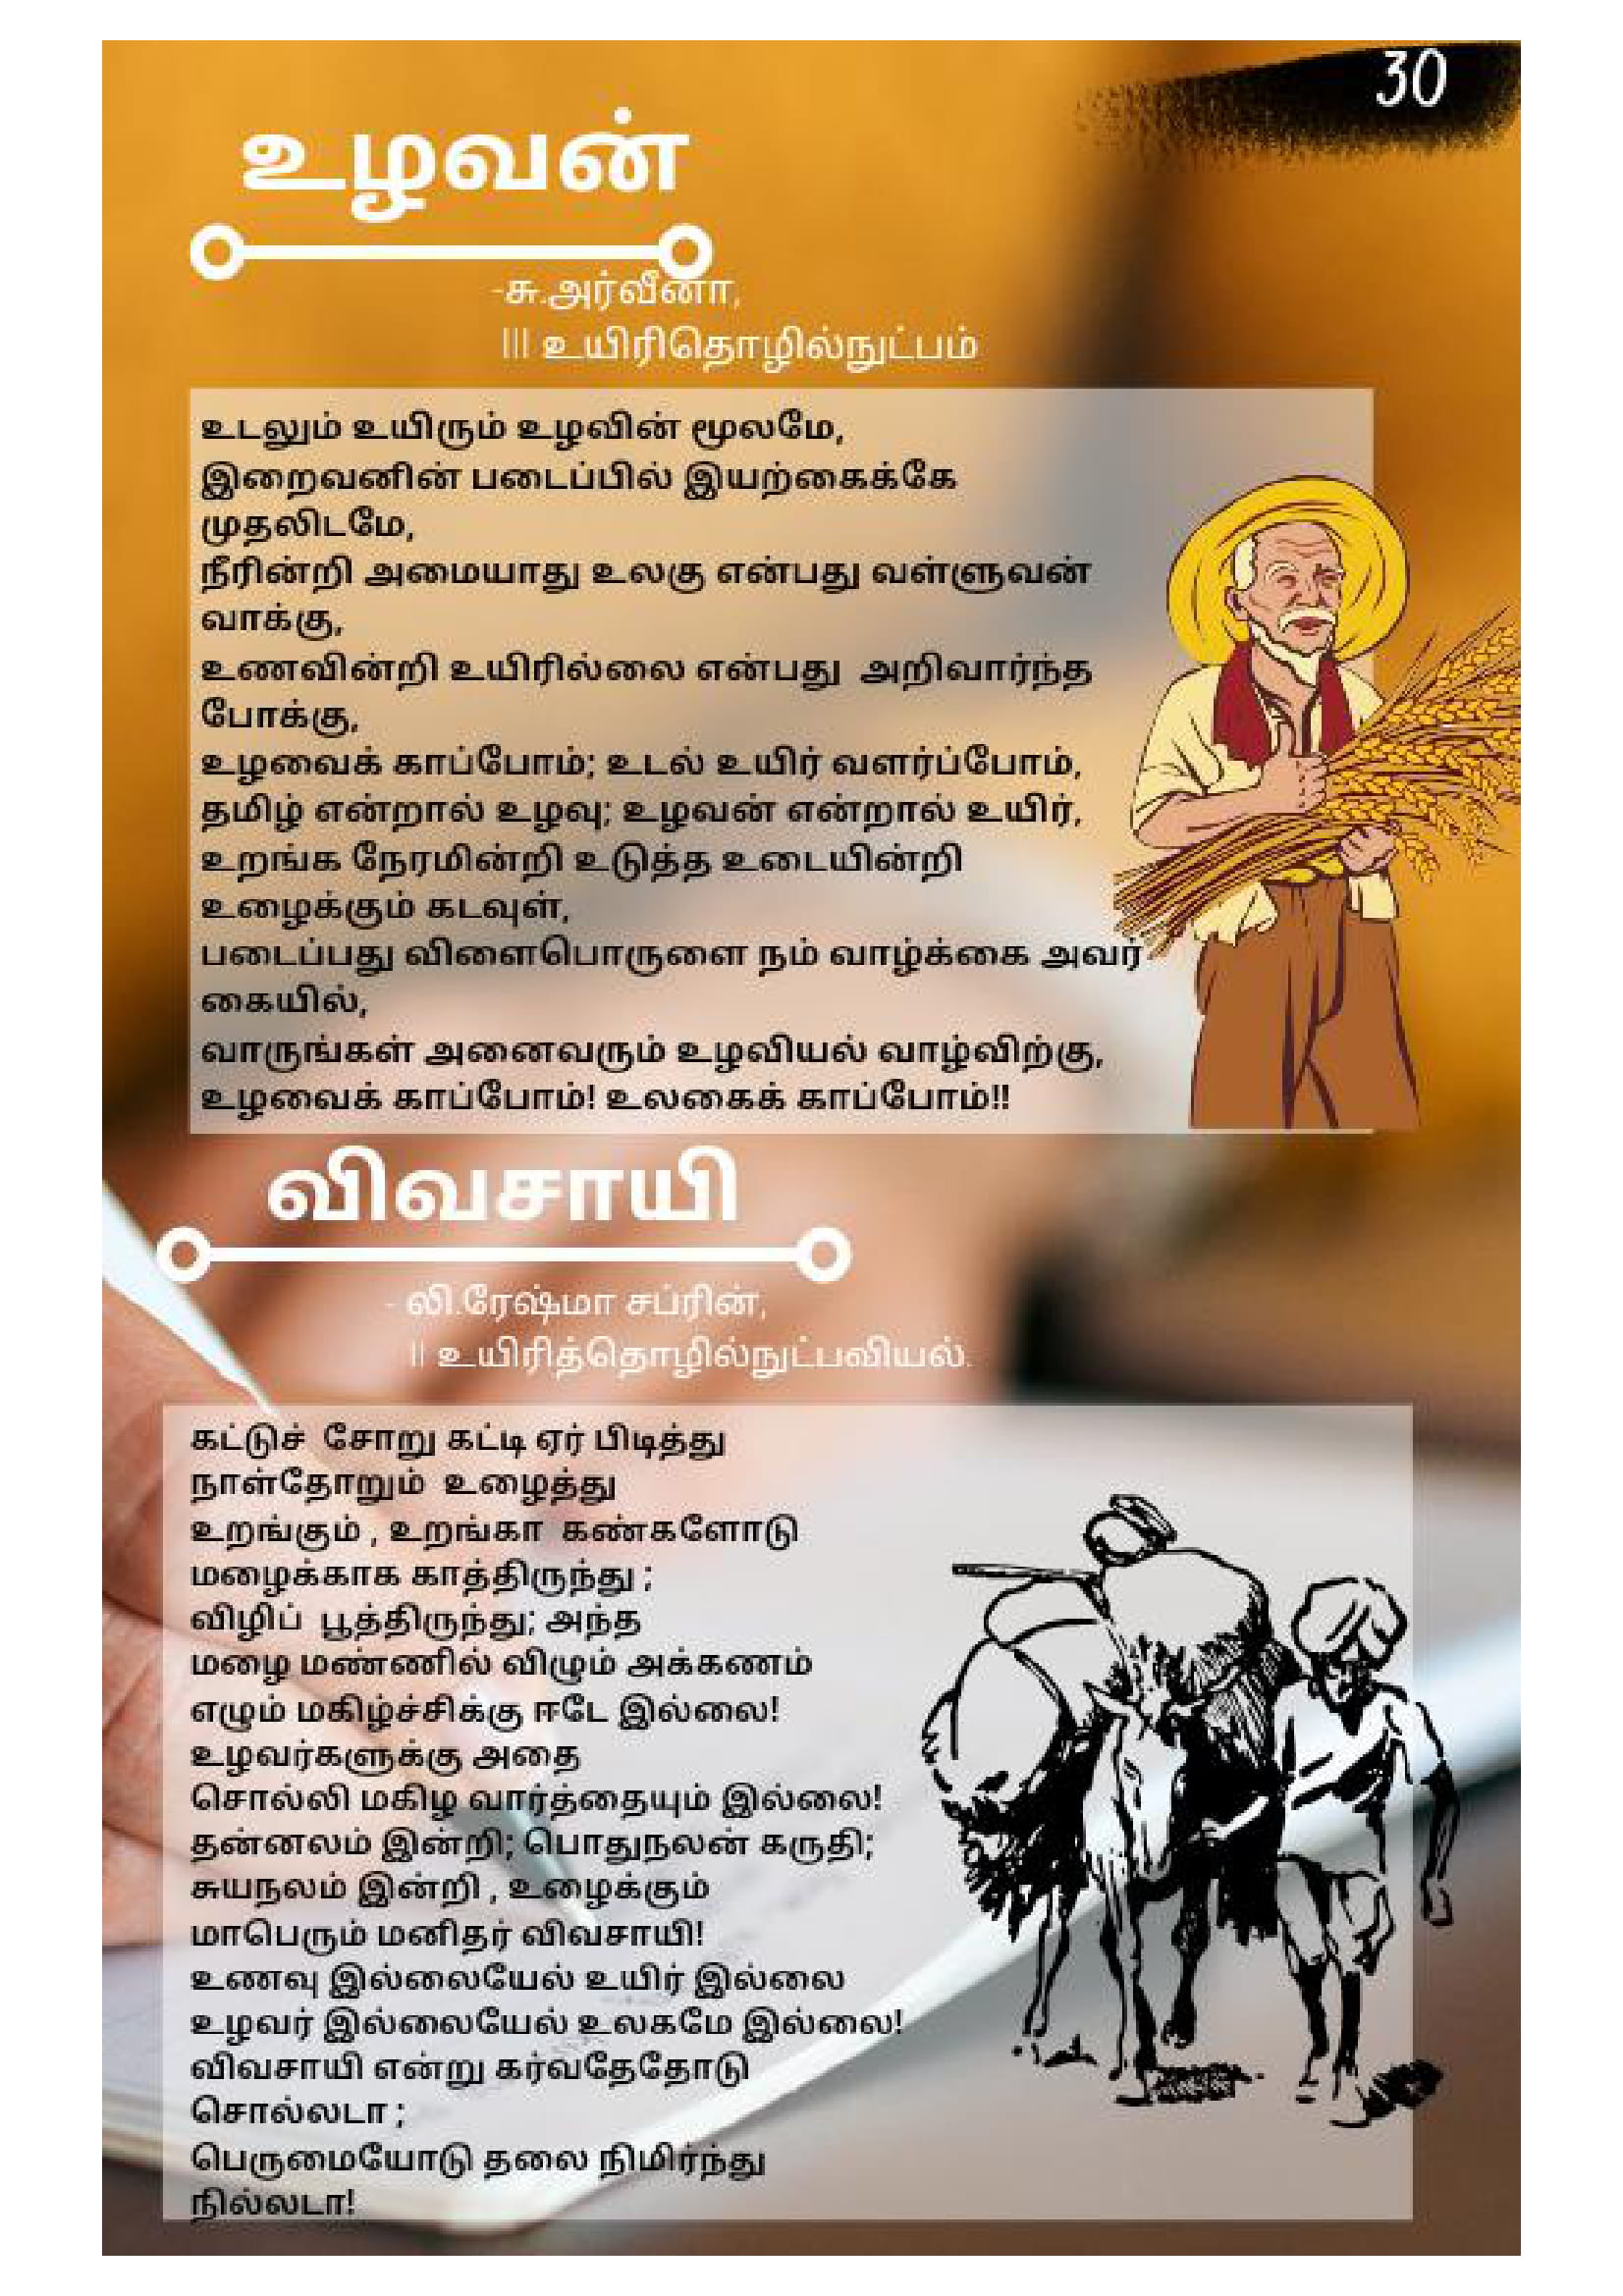 30
உழவன்
-சு.அர்வீனா,
III உயிரிதொழில்நுட்பம்
உடலும் உயிரும் உழவின் மூலமே,
இறைவனின் படைப்பில் இயற்கைக்கே
முதலிடமே,
நீரின்றி அமையாது உலகு என்பது வள்ளுவன்
வாக்கு,
உணவின்றி உயிரில்லை என்பது அறிவார்ந்த
போக்கு,
உழவைக் காப்போம்; உடல் உயிர் வளர்ப்போம்,
தமிழ் என்றால் உழவு; உழவன் என்றால் உயிர்,
உறங்க நேரமின்றி உடுத்த உடையின்றி
உழைக்கும் கடவுள்,
படைப்பது விளைபொருளை நம் வாழ்க்கை அவர்
கையில்,
வாருங்கள் அனைவரும் உழவியல் வாழ்விற்கு,
உழவைக் காப்போம்! உலகைக் காப்போம்!!
விவசாயி
- லி.ரேஷ்மா சப்ரின்,
II உயிரித்தொழில்நுட்பவியல்.
கட்டுச் சோறு கட்டி ஏர் பிடித்து
நாள்தோறும் உழைத்து
உறங்கும் , உறங்கா கண்களோடு
மழைக்காக காத்திருந்து ;
விழிப் பூத்திருந்து; அந்த
மழை மண்ணில் விழும் அக்கணம்
எழும் மகிழ்ச்சிக்கு ஈடே இல்லை!
உழவர்களுக்கு அதை
சொல்லி மகிழ வார்த்தையும் இல்லை!
தன்னலம் இன்றி; பொதுநலன் கருதி;
சுயநலம் இன்றி , உழைக்கும்
மாபெரும் மனிதர் விவசாயி!
உணவு இல்லையேல் உயிர் இல்லை
உழவர் இல்லையேல் உலகமே இல்லை!
விவசாயி என்று கர்வதேதோடு
சொல்லடா ;
பெருமையோடு தலை நிமிர்ந்து
நில்லடா!